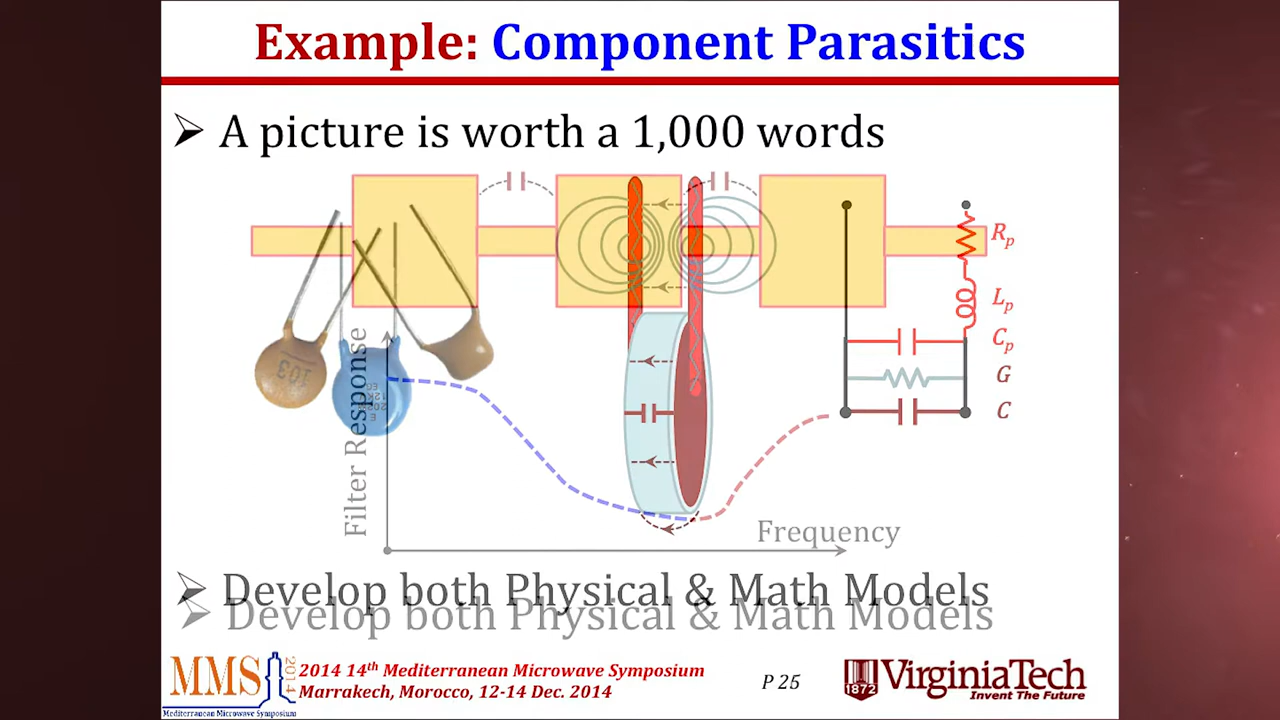 Example: Component Parasitics
➢ A picture is worth a 1,000 words
Rp
Lp
Cp
G
C
103
Filter Response
Frequency
➢ Develop both Physical & Math Models
➢ Develop both Physical & Math Models
MMS 2014
Mediterranean Microwave Symposium
2014 14th Mediterranean Microwave Symposium
Marrakech, Morocco, 12-14 Dec. 2014
P 25
1872
VirginiaTech
Invent The Future